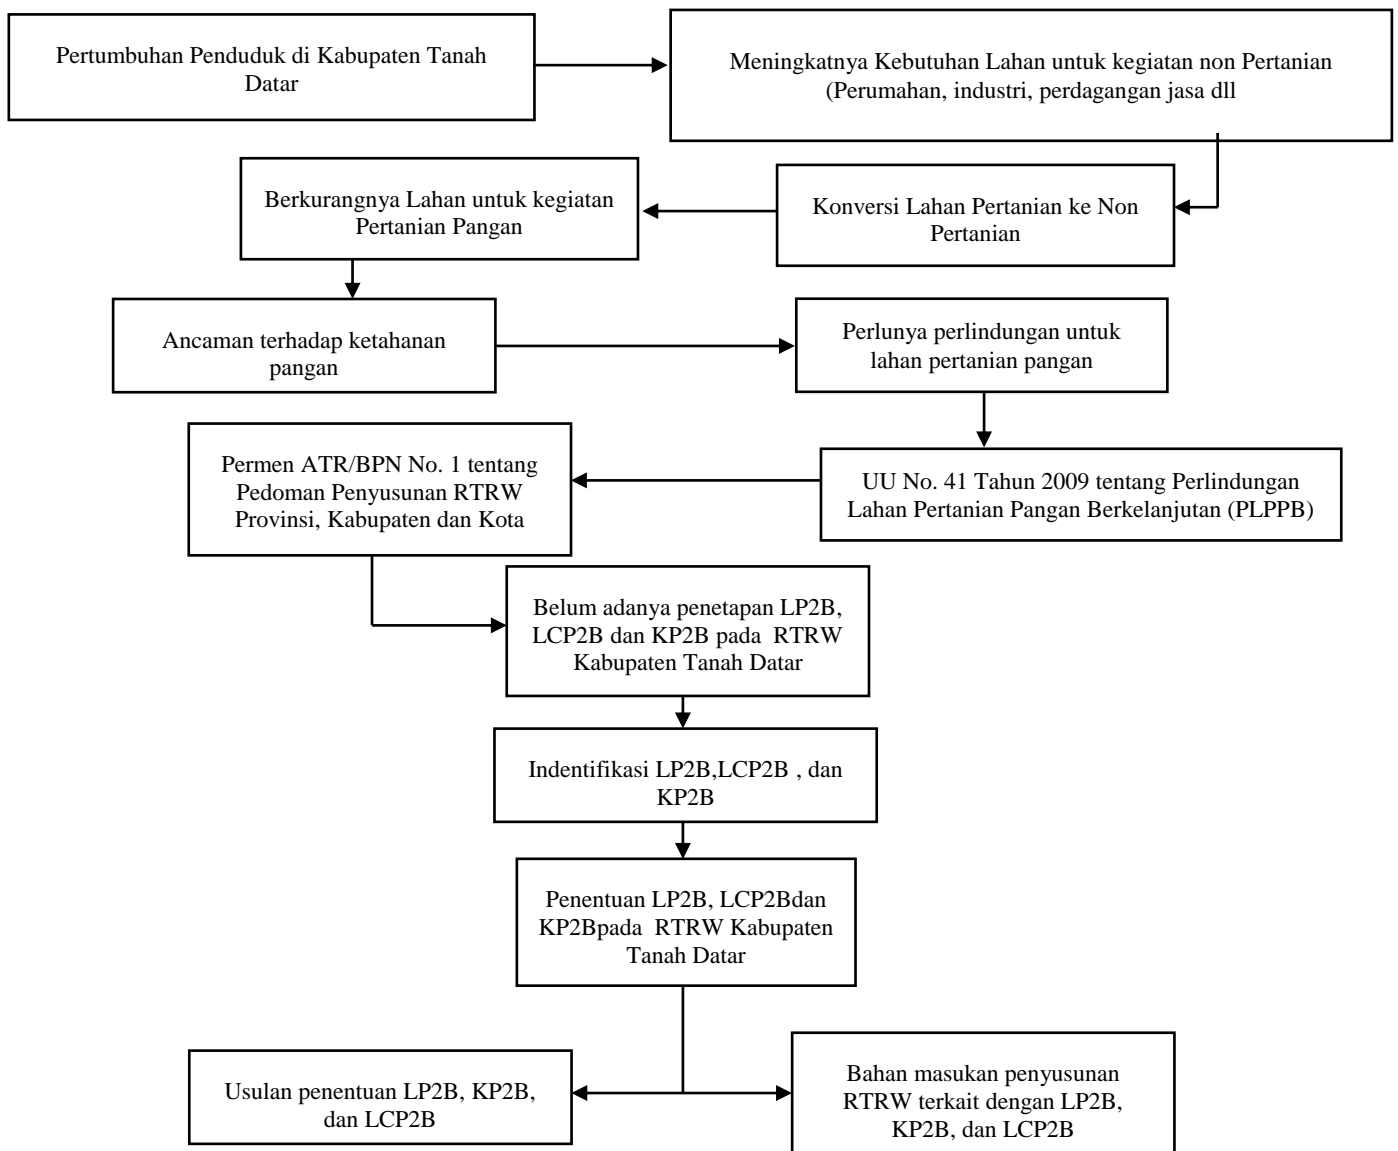 Pertumbuhan Penduduk di Kabupaten Tanah
Datar
Meningkatnya Kebutuhan Lahan untuk kegiatan non Pertanian
(Perumahan, industri, perdagangan jasa dll
Konversi Lahan Pertanian ke Non
Pertanian
Berkurangnya Lahan untuk kegiatan
Pertanian Pangan
Ancaman terhadap ketahanan
pangan
Perlunya perlindungan untuk
lahan pertanian pangan
UU No. 41 Tahun 2009 tentang Perlindungan
Lahan Pertanian Pangan Berkelanjutan (PLPPB)
Permen ATR/BPN No. 1 tentang
Pedoman Penyusunan RTRW
Provinsi, Kabupaten dan Kota
Belum adanya penetapan LP2B,
LCP2B dan KP2B pada  RTRW
Kabupaten Tanah Datar
Indentifikasi LP2B,LCP2B , dan
KP2B
Penentuan LP2B, LCP2Bdan
KP2Bpada  RTRW Kabupaten
Tanah Datar
Usulan penentuan LP2B, KP2B,
dan LCP2B
Bahan masukan penyusunan
RTRW terkait dengan LP2B,
KP2B, dan LCP2B